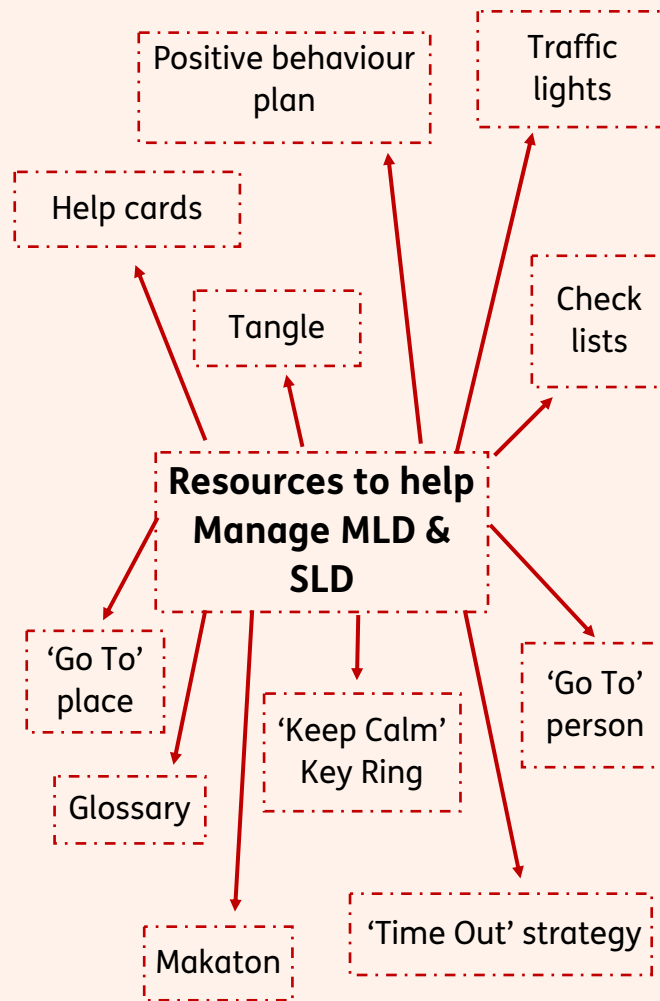 Positive behaviour
plan
Traffic
lights
Help cards
Tangle
Check
lists
Resources to help
Manage MLD &
SLD
‘Go To’
place
‘Keep Calm’
Key Ring
‘Go To’
person
Glossary
‘Time Out’ strategy
Makaton